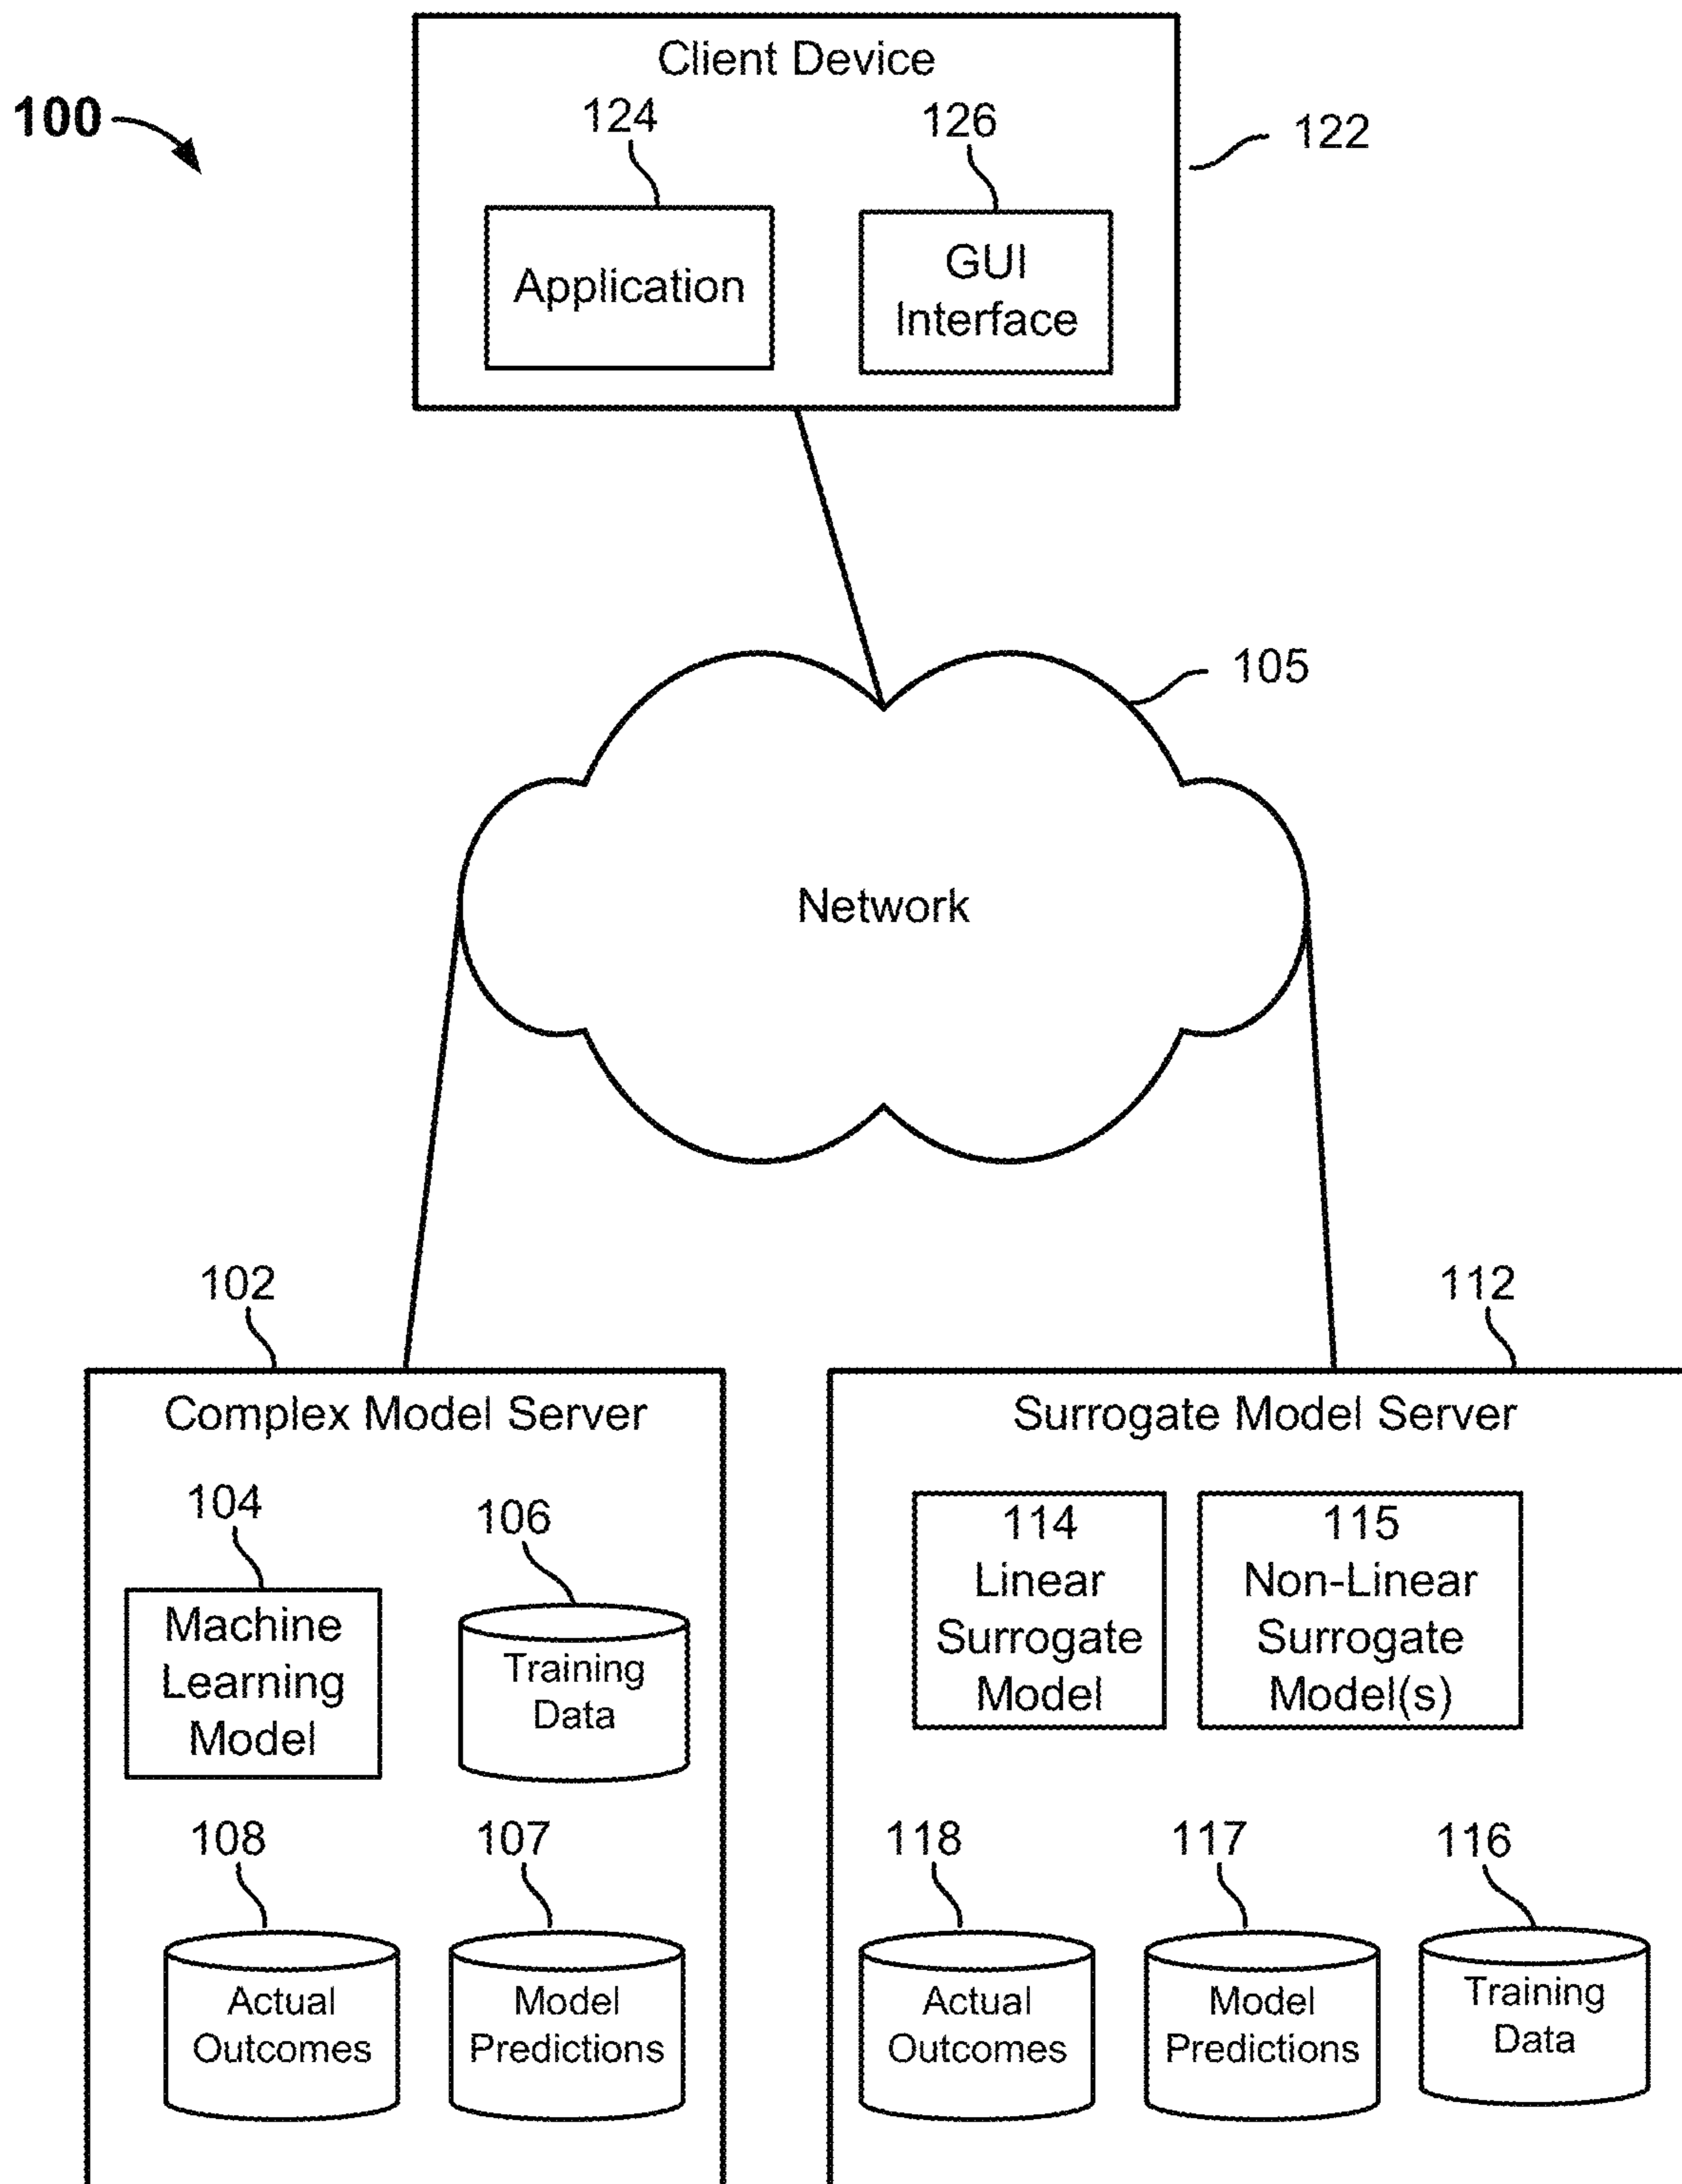 Client Device
100
124
126
122
Application
GUI
Interface
105
Network
102
112
Complex Model Server
104
106
Machine
Learning
Model
Training
Data
108
107
Actual
Outcomes
Model
Predictions
Surrogate Model Server
114
Linear
Surrogate
Model
115
Non-Linear
Surrogate
Model(s)
118
117
116
Actual
Outcomes
Model
Predictions
Training
Data